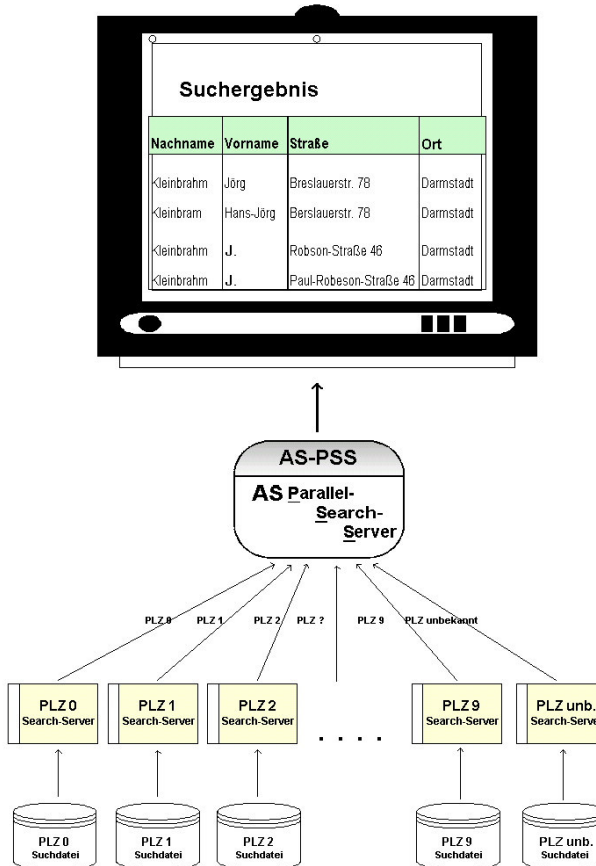 Suchergebnis
Nachname Vorname Straße Ort
Kleinbrahm Jörg Breslauerstr. 78 Darmstadt
Kleinbram Hans-Jörg Berslauerstr. 78 Darmstadt
Kleinbrahm J. Robson-Straße 46 Darmstadt
Kleinbrahm J. Paul-Robeson-Straße 46 Darmstadt
AS-PSS
AS Parallel-
Search-
Server
PLZ 0 PLZ 1 PLZ 2 PLZ ? PLZ 9 PLZ unbekannt
PLZ 0 PLZ 1 PLZ 2 PLZ 9 PLZ unb.
Search-Server Search-Server Search-Server Search-Server Search-Server
. . . .
PLZ 0 PLZ 1 PLZ 2 PLZ 9 PLZ unb.
Suchdatei Suchdatei Suchdatei Suchdatei Suchdatei